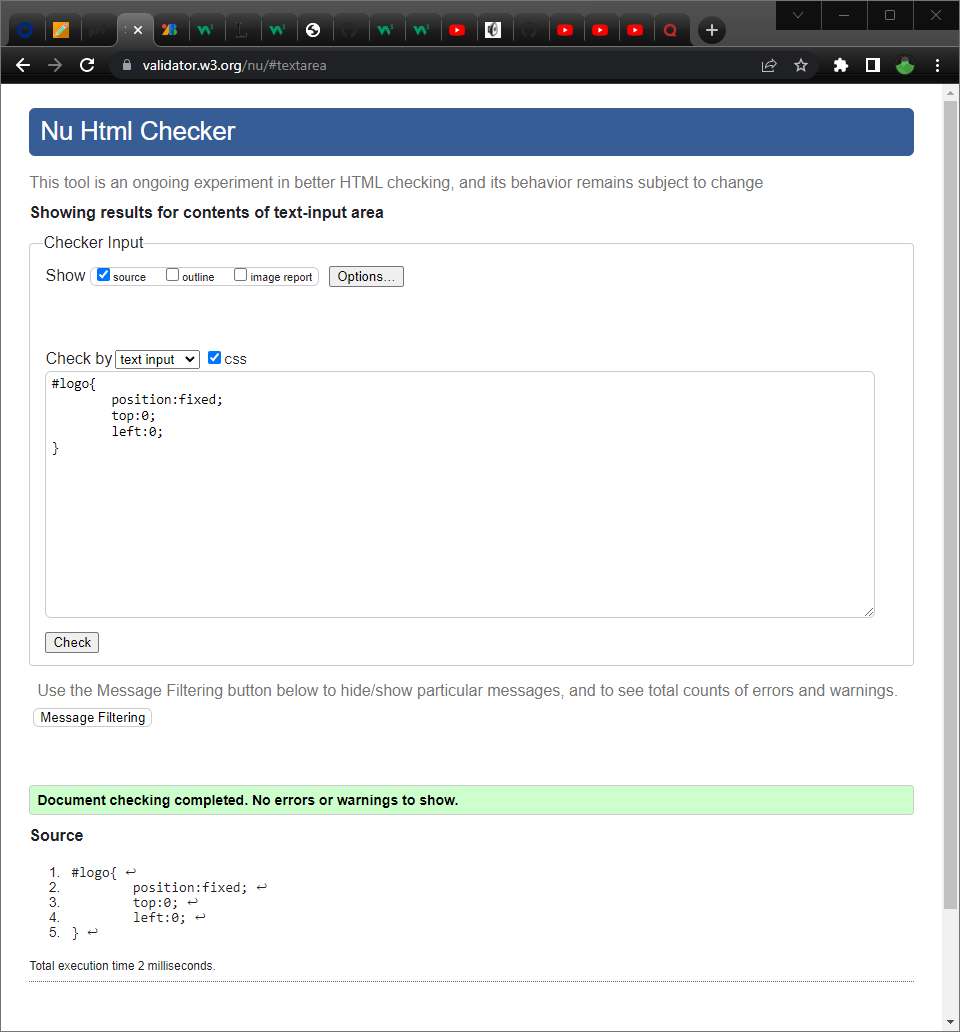 validator.w3.org/nu/#textarea
Nu Html Checker
This tool is an ongoing experiment in better HTML checking, and its behavior remains subject to change
Showing results for contents of text-input area
Checker Input
Show source outline image report Options...
Check by text input css
#logo{
position:fixed;
top:0;
left:0;
}
Check
Use the Message Filtering button below to hide/show particular messages, and to see total counts of errors and warnings.
Message Filtering
Document checking completed. No errors or warnings to show.
Source
1. #logo{ ↩
2. position:fixed; ↩
3. top:0; ↩
4. left:0; ↩
5. } ↩
Total execution time 2 milliseconds.